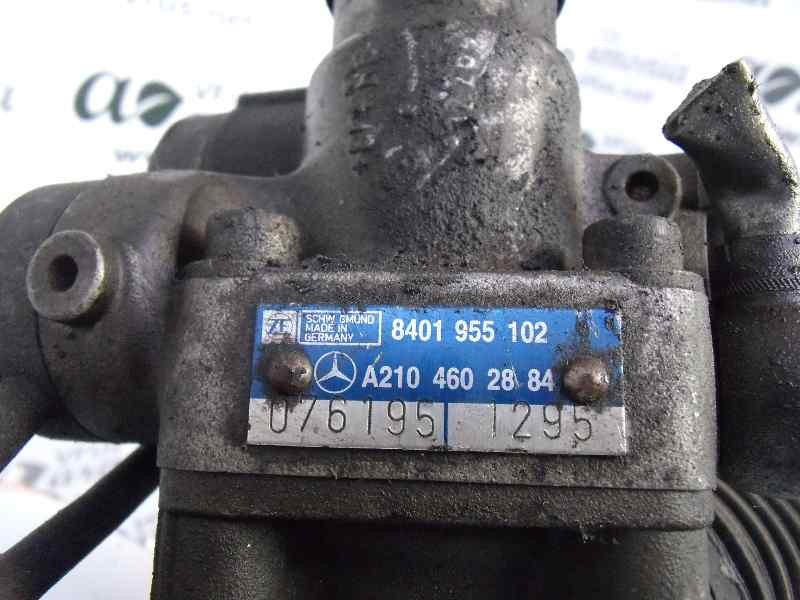 ZF SCHW. GMÜND
MADE IN
GERMANY
8401 955 102
A210 460 28 84
076195 1295